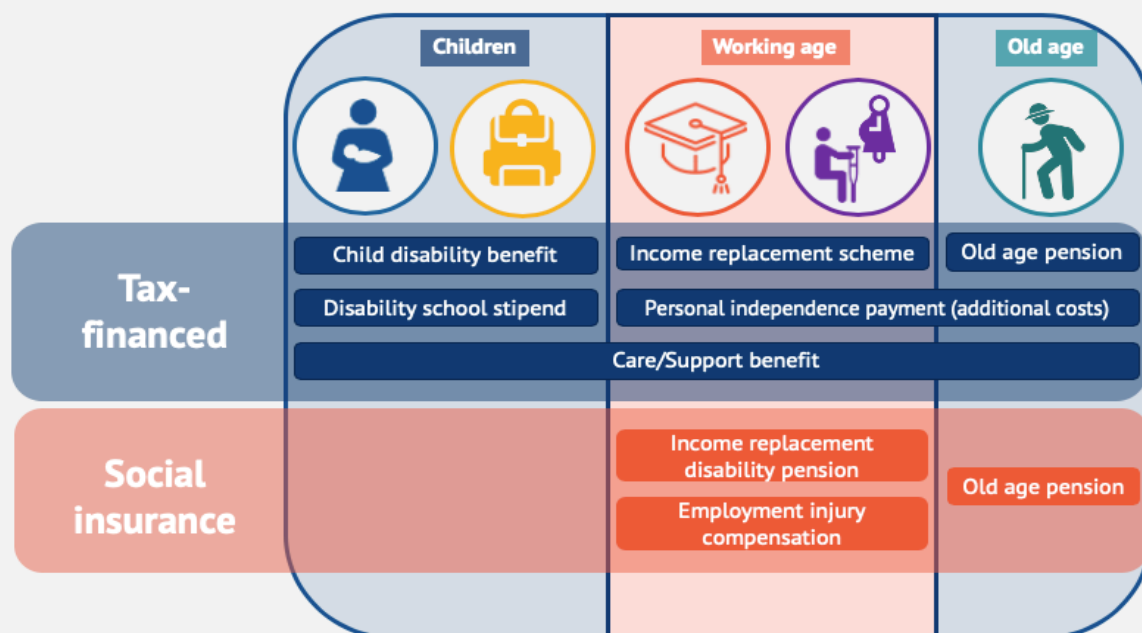 Children
Working age
Old age
Tax-
financed
Child disability benefit
Income replacement scheme
Old age pension
Disability school stipend
Personal independence payment (additional costs)
Care/Support benefit
Social
insurance
Income replacement
disability pension
Employment injury
compensation
Old age pension